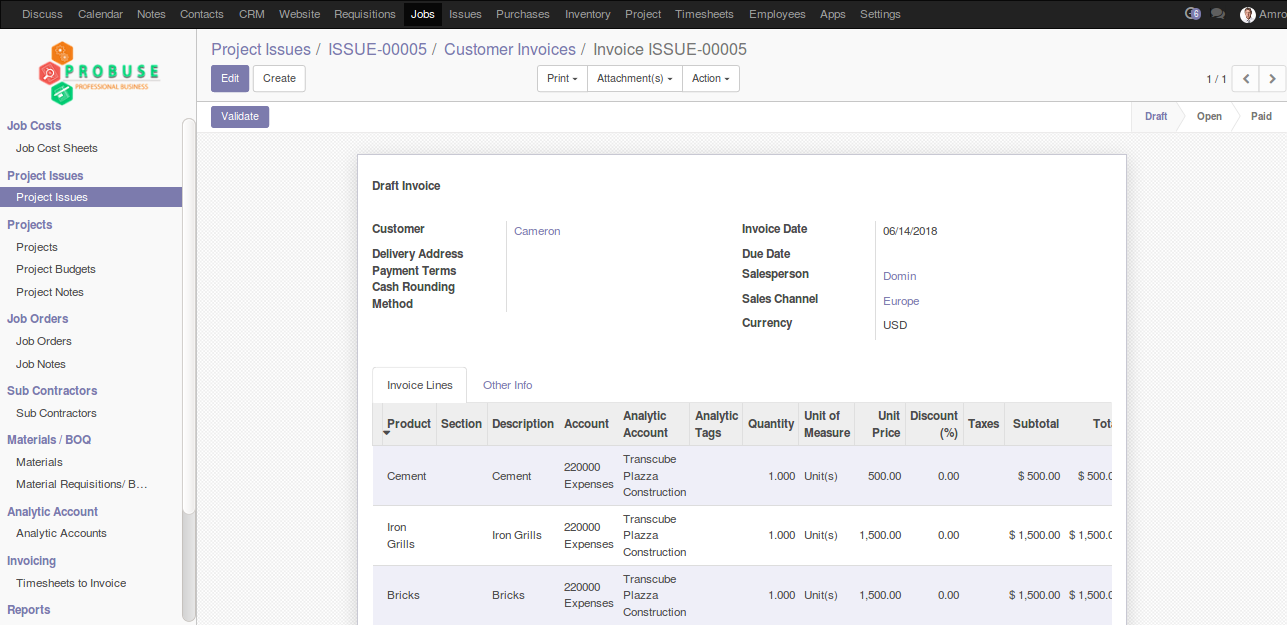 Discuss Calendar Notes Contacts CRM Website Requisitions Jobs Issues Purchases Inventory Project Timesheets Employees Apps Settings 6 Amro
PROBUSE
PROFESSIONAL BUSINESS
Job Costs
Job Cost Sheets
Project Issues
Project Issues
Projects
Projects
Project Budgets
Project Notes
Job Orders
Job Orders
Job Notes
Sub Contractors
Sub Contractors
Materials / BOQ
Materials
Material Requisitions/ B...
Analytic Account
Analytic Accounts
Invoicing
Timesheets to Invoice
Reports
Project Issues / ISSUE-00005 / Customer Invoices / Invoice ISSUE-00005
Edit Create Print Attachment(s) Action 1 / 1
Validate Draft Open Paid
Draft Invoice
Customer Cameron
Delivery Address
Payment Terms
Cash Rounding
Method
Invoice Date 06/14/2018
Due Date
Salesperson Domin
Sales Channel Europe
Currency USD
Invoice Lines Other Info
Product Section Description Account Analytic Account Analytic Tags Quantity Unit of Measure Unit Price Discount (%) Taxes Subtotal Tota
Cement Cement 220000 Expenses Transcube Plazza Construction 1.000 Unit(s) 500.00 0.00 $ 500.00 $ 500.0
Iron Grills Iron Grills 220000 Expenses Transcube Plazza Construction 1.000 Unit(s) 1,500.00 0.00 $ 1,500.00 $ 1,500.0
Bricks Bricks 220000 Expenses Transcube Plazza Construction 1.000 Unit(s) 1,500.00 0.00 $ 1,500.00 $ 1,500.0